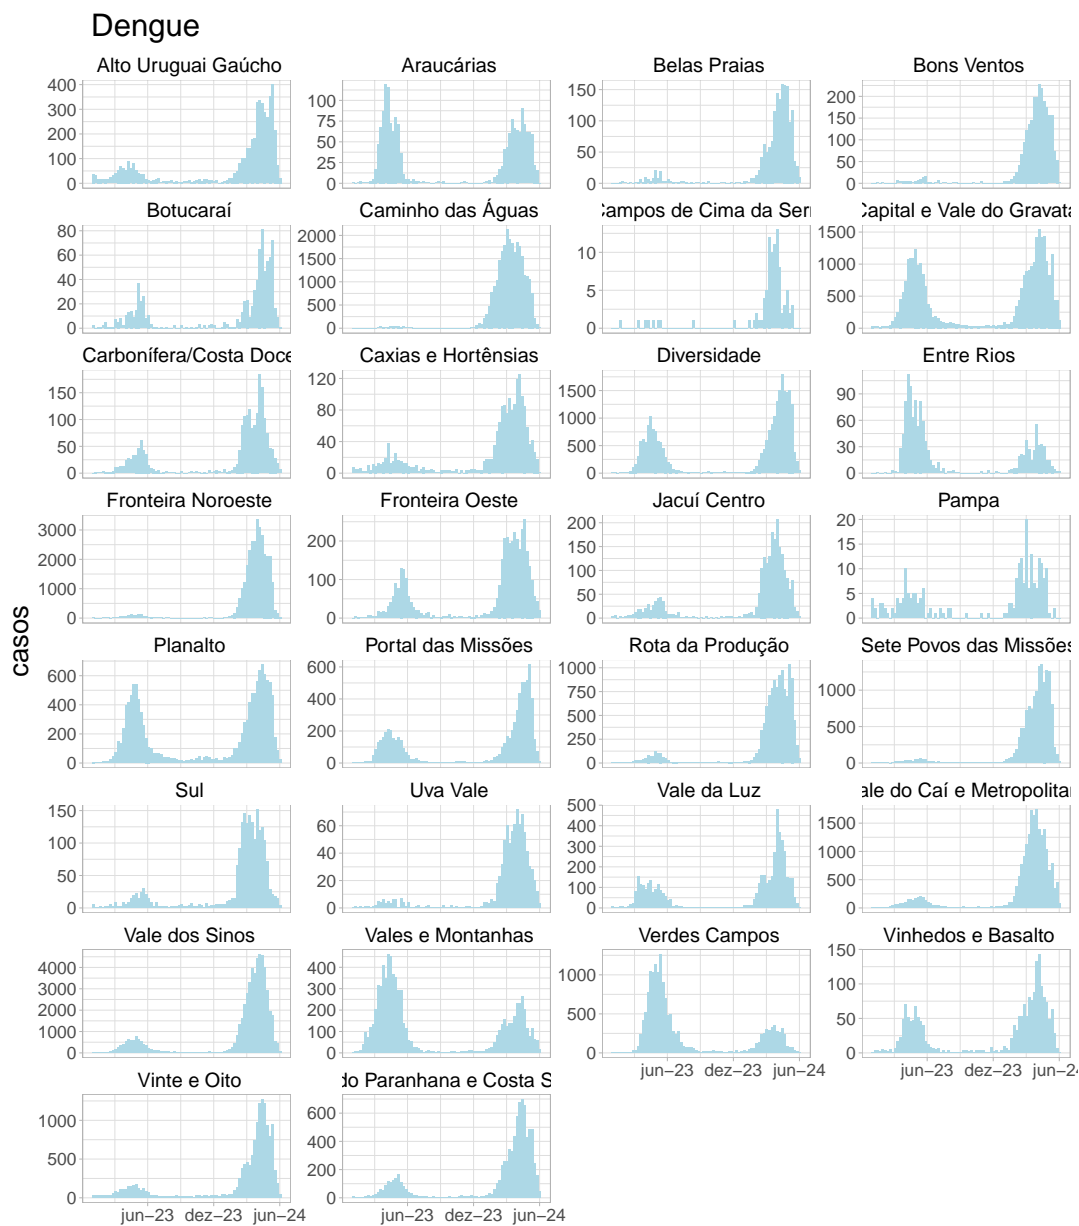 Dengue
Alto Uruguai Gaúcho Araucárias Belas Praias Bons Ventos
400 300 200 100 0
100 75 50 25 0
150 100 50 0
200 150 100 50 0
Botucaraí Caminho das Águas Campos de Cima da Serr Capital e Vale do Gravata
80 60 40 20 0
2000 1500 1000 500 0
10 5 0
1500 1000 500 0
Carbonífera/Costa Doce Caxias e Hortênsias Diversidade Entre Rios
150 100 50 0
120 80 40 0
1500 1000 500 0
90 60 30 0
Fronteira Noroeste Fronteira Oeste Jacuí Centro Pampa
3000 2000 1000 0
200 100 0
200 150 100 50 0
20 15 10 5 0
casos
Planalto Portal das Missões Rota da Produção Sete Povos das Missões
600 400 200 0
600 400 200 0
1000 750 500 250 0
1000 500 0
Sul Uva Vale Vale da Luz ale do Caí e Metropolitan
150 100 50 0
60 40 20 0
500 400 300 200 100 0
1500 1000 500 0
Vale dos Sinos Vales e Montanhas Verdes Campos Vinhedos e Basalto
4000 3000 2000 1000 0
400 300 200 100 0
1000 500 0
150 100 50 0
jun–23 dez–23 jun–24 jun–23 dez–23 jun–24
Vinte e Oito do Paranhana e Costa S
1000 500 0
600 400 200 0
jun–23 dez–23 jun–24 jun–23 dez–23 jun–24